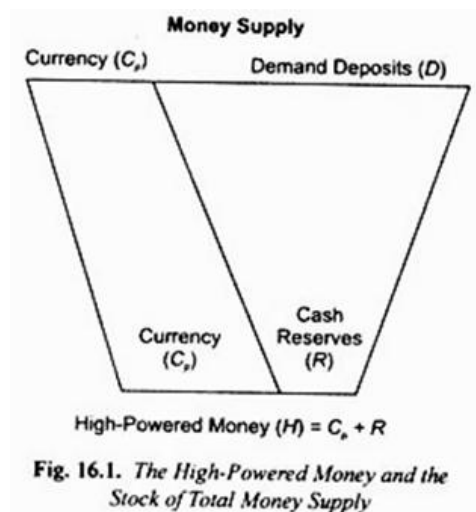 Money Supply
Currency (Cₚ) Demand Deposits (D)
Currency
(Cₚ)
Cash
Reserves
(R)
High-Powered Money (H) = Cₚ + R
Fig. 16.1. The High-Powered Money and the
Stock of Total Money Supply